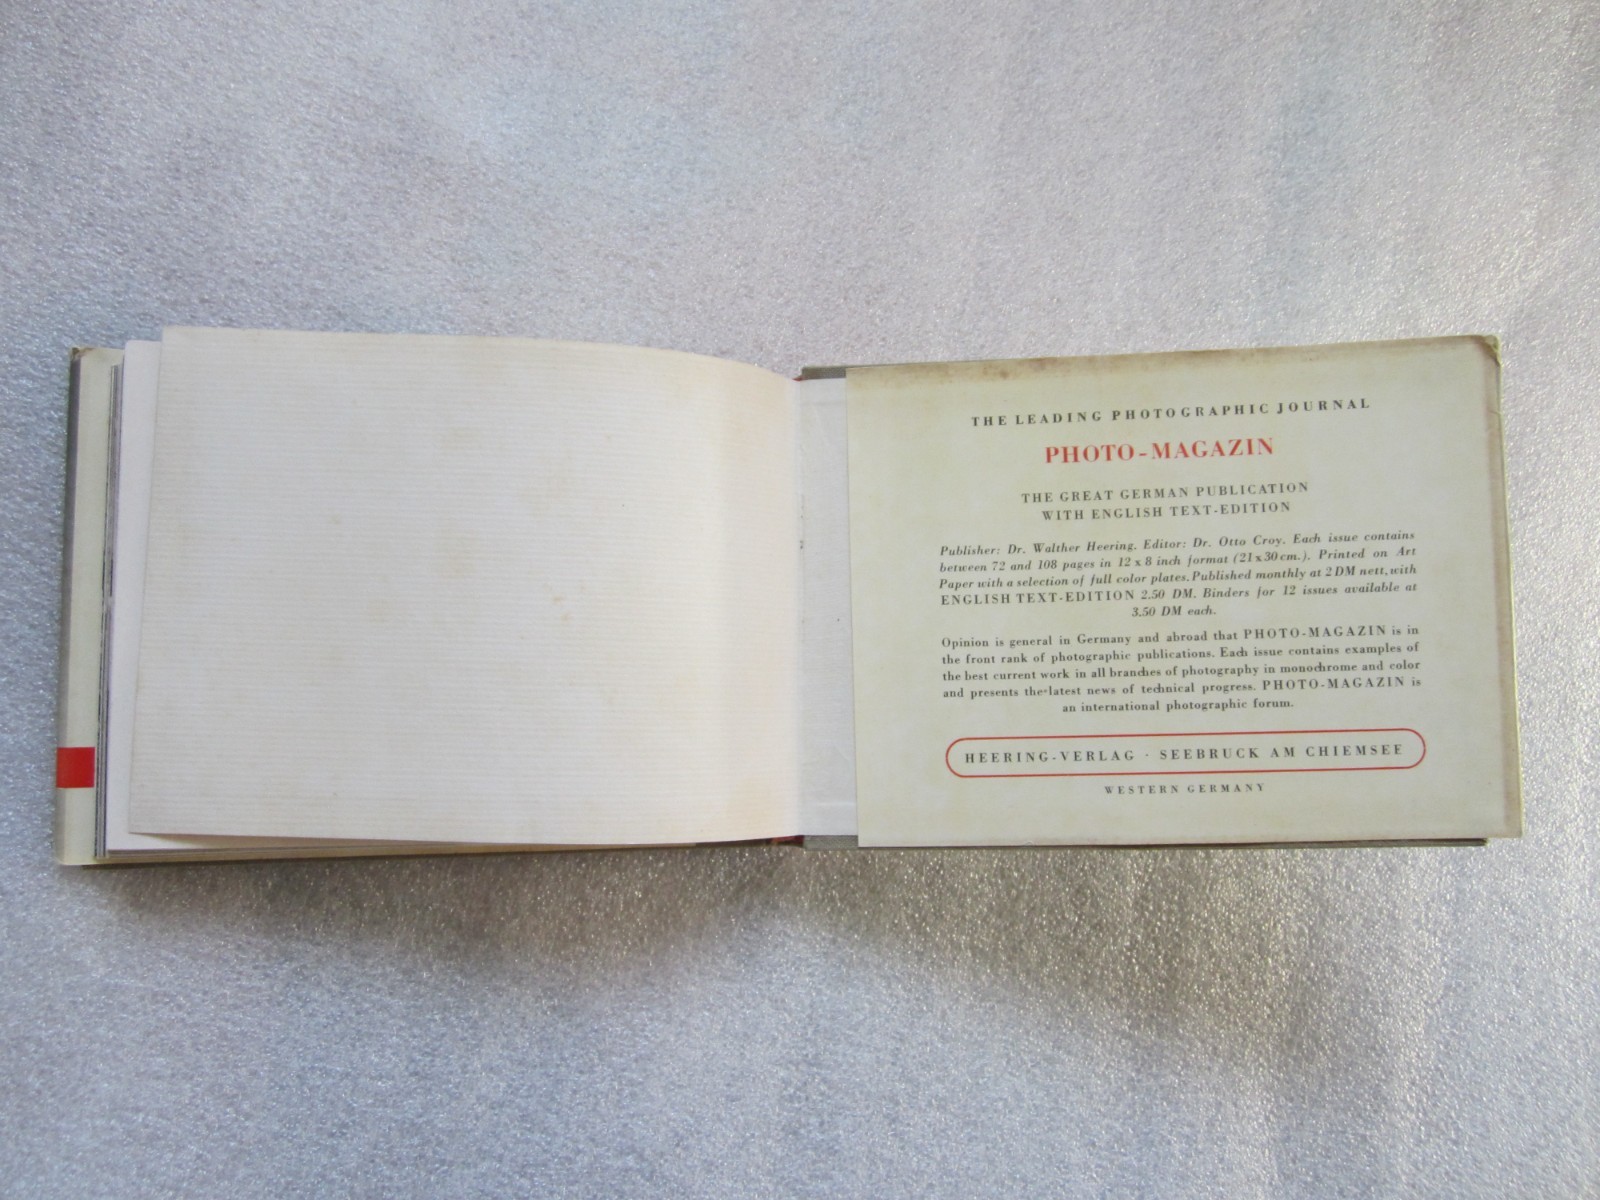 THE LEADING PHOTOGRAPHIC JOURNAL
PHOTO-MAGAZIN
THE GREAT GERMAN PUBLICATION
WITH ENGLISH TEXT-EDITION
Publisher: Dr. Walther Heering. Editor: Dr. Otto Croy. Each issue contains
between 72 and 108 pages in 12 x 8 inch format (21 x 30 cm.). Printed on Art
Paper with a selection of full color plates. Published monthly at 2 DM nett, with
ENGLISH TEXT-EDITION 2.50 DM. Binders for 12 issues available at
3.50 DM each.
Opinion is general in Germany and abroad that PHOTO-MAGAZIN is in
the front rank of photographic publications. Each issue contains examples of
the best current work in all branches of photography in monochrome and color
and presents the latest news of technical progress. PHOTO-MAGAZIN is
an international photographic forum.
HEERING-VERLAG · SEEBRUCK AM CHIEMSEE
WESTERN GERMANY